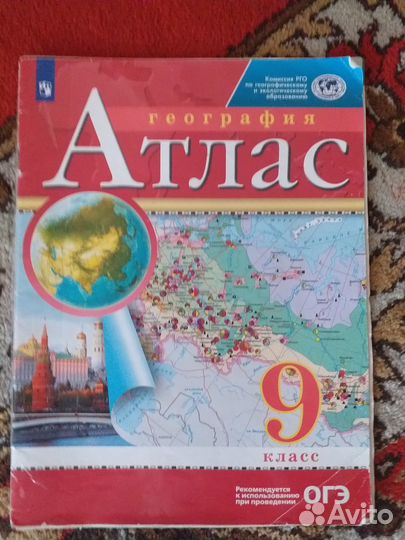 Комиссия РГО
по географическому
и экологическому
образованию
география
Атлас
9
класс
Рекомендуется
к использованию
при проведении
ОГЭ
Avito